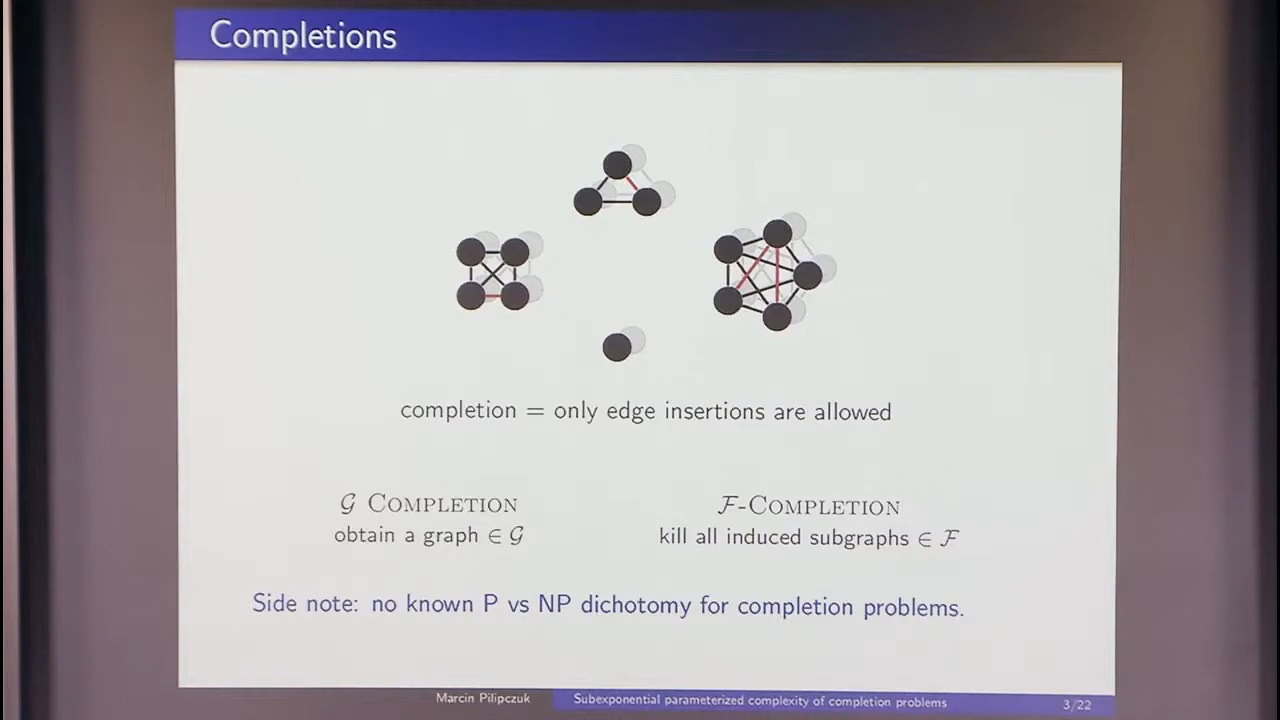 Completions
completion = only edge insertions are allowed
𝒢 COMPLETION
obtain a graph ∈ 𝒢
ℱ-COMPLETION
kill all induced subgraphs ∈ ℱ
Side note: no known P vs NP dichotomy for completion problems.
Marcin Pilipczuk
Subexponential parameterized complexity of completion problems
3/22